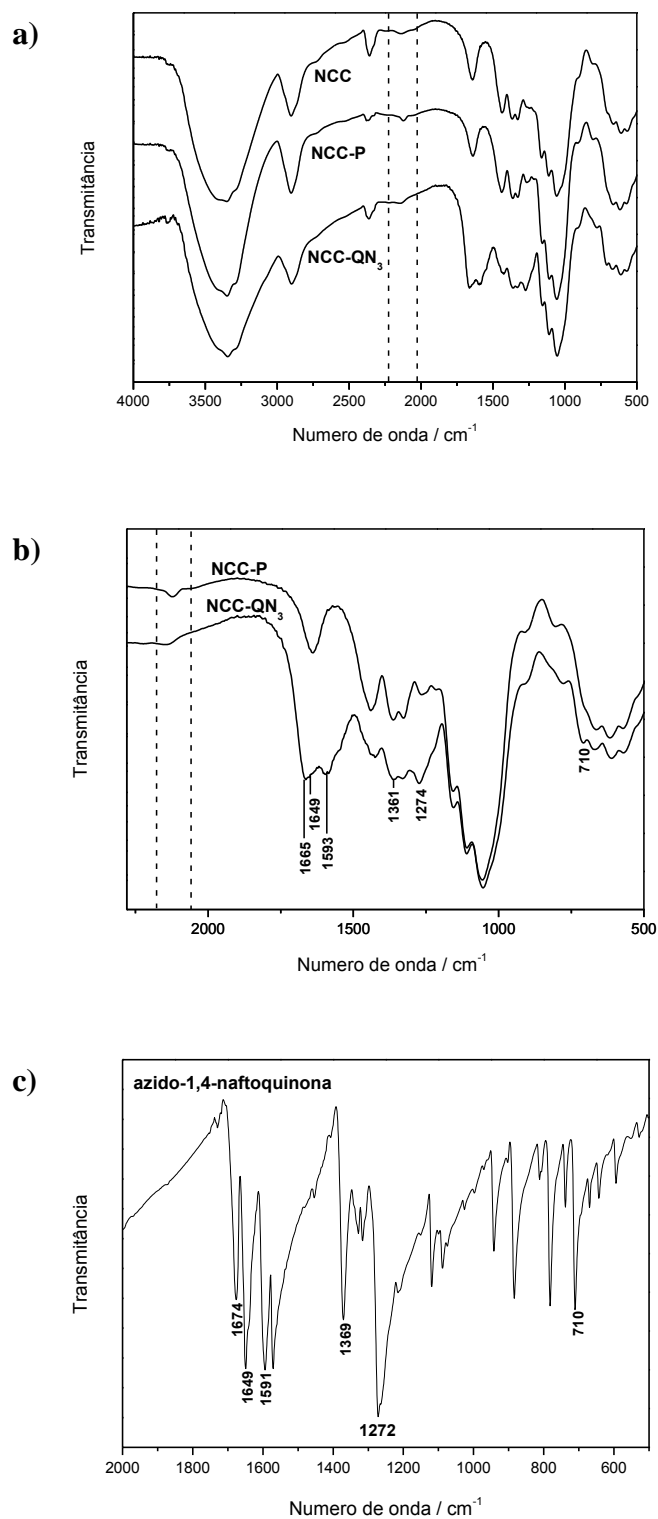 a)
NCC
NCC-P
NCC-QN₃
Transmitância
4000 3500 3000 2500 2000 1500 1000 500
Numero de onda / cm⁻¹
b)
NCC-P
NCC-QN₃
Transmitância
1665
1649
1593
1361
1274
710
2000 1500 1000 500
Numero de onda / cm⁻¹
c)
azido-1,4-naftoquinona
Transmitância
1674
1649
1591
1369
1272
710
2000 1800 1600 1400 1200 1000 800 600
Numero de onda / cm⁻¹